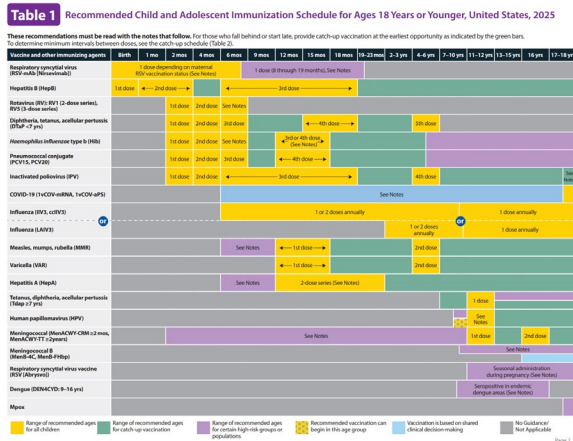 Table 1 Recommended Child and Adolescent Immunization Schedule for Ages 18 Years or Younger, United States, 2025
These recommendations must be read with the notes that follow. For those who fall behind or start late, provide catch-up vaccination at the earliest opportunity as indicated by the green bars.
To determine minimum intervals between doses, see the catch-up schedule (Table 2).
Vaccine and other immunizing agents Birth 1 mo 2 mos 4 mos 6 mos 9 mos 12 mos 15 mos 18 mos 19–23 mos 2–3 yrs 4–6 yrs 7–10 yrs 11–12 yrs 13–15 yrs 16 yrs 17–18 yrs
Respiratory syncytial virus
(RSV-mAb [Nirsevimab])
1 dose depending on maternal
RSV vaccination status (See Notes)
1 dose (8 through 19 months), See Notes
Hepatitis B (HepB) 1st dose 2nd dose 3rd dose
Rotavirus (RV): RV1 (2-dose series),
RV5 (3-dose series)
1st dose 2nd dose See Notes
Diphtheria, tetanus, acellular pertussis
(DTaP <7 yrs)
1st dose 2nd dose 3rd dose 4th dose 5th dose
Haemophilus influenzae type b (Hib) 1st dose 2nd dose See Notes
3rd or 4th dose
(See Notes)
Pneumococcal conjugate
(PCV15, PCV20)
1st dose 2nd dose 3rd dose 4th dose
Inactivated poliovirus (IPV) 1st dose 2nd dose 3rd dose 4th dose See
Notes
COVID-19 (1vCOV-mRNA, 1vCOV-aPS) See Notes
Influenza (IIV3, ccIIV3) 1 or 2 doses annually 1 dose annually
or or
Influenza (LAIV3) 1 or 2 doses
annually
1 dose annually
Measles, mumps, rubella (MMR) See Notes 1st dose 2nd dose
Varicella (VAR) 1st dose 2nd dose
Hepatitis A (HepA) See Notes 2-dose series (See Notes)
Tetanus, diphtheria, acellular pertussis
(Tdap ≥7 yrs)
1 dose
Human papillomavirus (HPV) See
Notes
Meningococcal (MenACWY-CRM ≥2 mos,
MenACWY-TT ≥2years)
See Notes 1st dose 2nd dose
Meningococcal B
(MenB-4C, MenB-FHbp)
See Notes
Respiratory syncytial virus vaccine
(RSV [Abrysvo])
Seasonal administration
during pregnancy (See Notes)
Dengue (DEN4CYD: 9–16 yrs) Seropositive in endemic
dengue areas (See Notes)
Mpox
Range of recommended ages
for all children
Range of recommended ages
for catch-up vaccination
Range of recommended ages
for certain high-risk groups or
populations
Recommended vaccination can
begin in this age group
Vaccination is based on shared
clinical decision-making
No Guidance/
Not Applicable